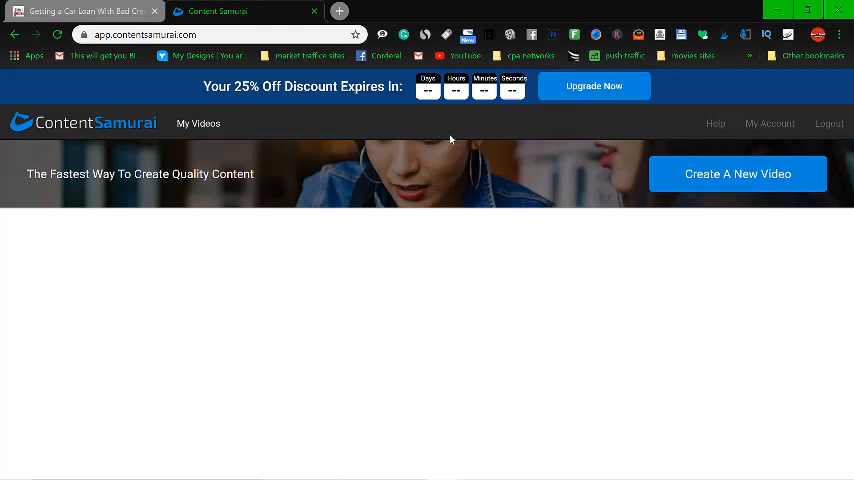 Getting a Car Loan With Bad Cre
Content Samurai
app.contentsamurai.com
New
Apps
This will get you Bl...
My Designs | You ar
market traffice sites
Corderal
YouTube
cpa networks
push traffic
movies sites
»
Other bookmarks
Your 25% Off Discount Expires In:
Days Hours Minutes Seconds
-- -- -- --
Upgrade Now
ContentSamurai
My Videos
Help
My Account
Logout
The Fastest Way To Create Quality Content
Create A New Video